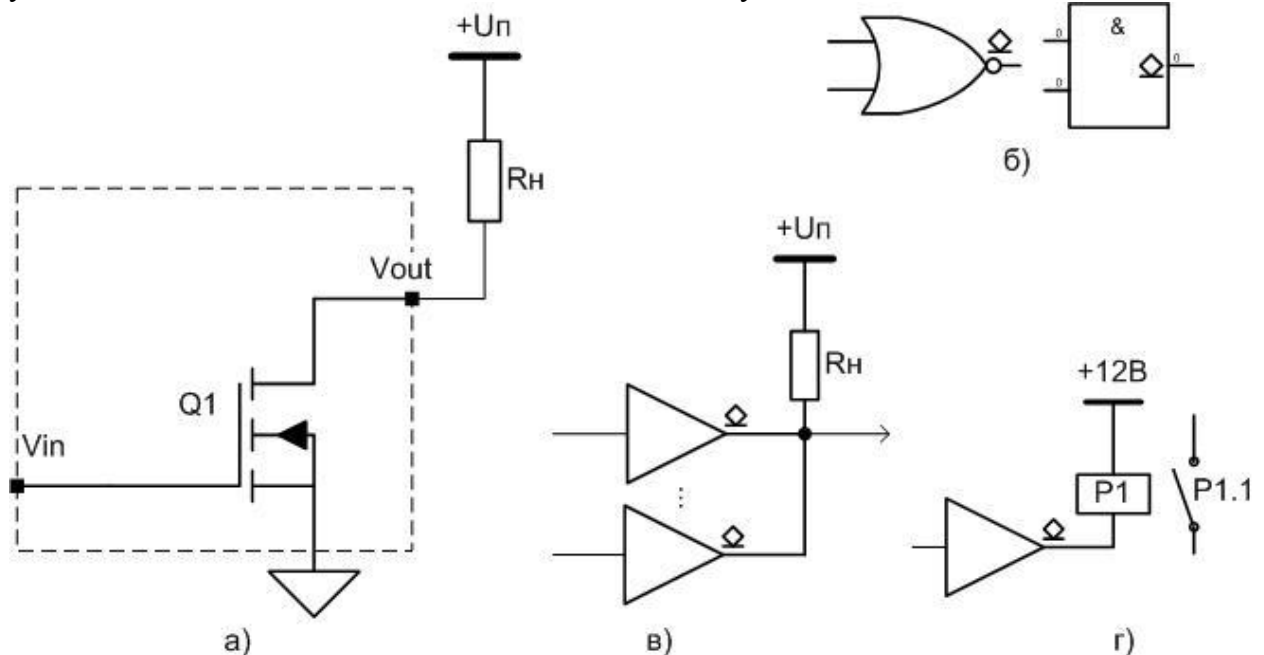 +Uп
Rн
Vout
Q1
Vin
а)
0
0
&
0
б)
+Uп
Rн
⋮
в)
+12В
P1
P1.1
г)